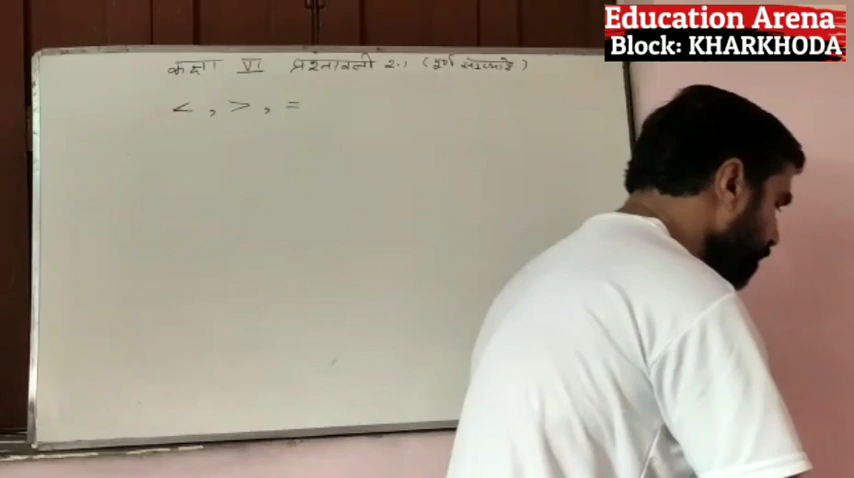 Education Arena
Block: KHARKHODA
कक्षा VI प्रश्नावली 2.1 (पूर्ण संख्याएँ)
< , > , =